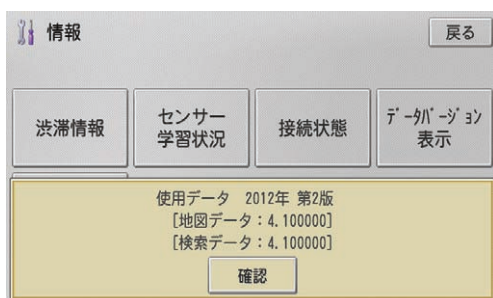 情報
戻る
渋滞情報
センサー
学習状況
接続状態
ﾃﾞｰﾀﾊﾞｰｼﾞｮﾝ
表示
使用データ　2012年 第2版
[地図データ：4.100000]
[検索データ：4.100000]
確認